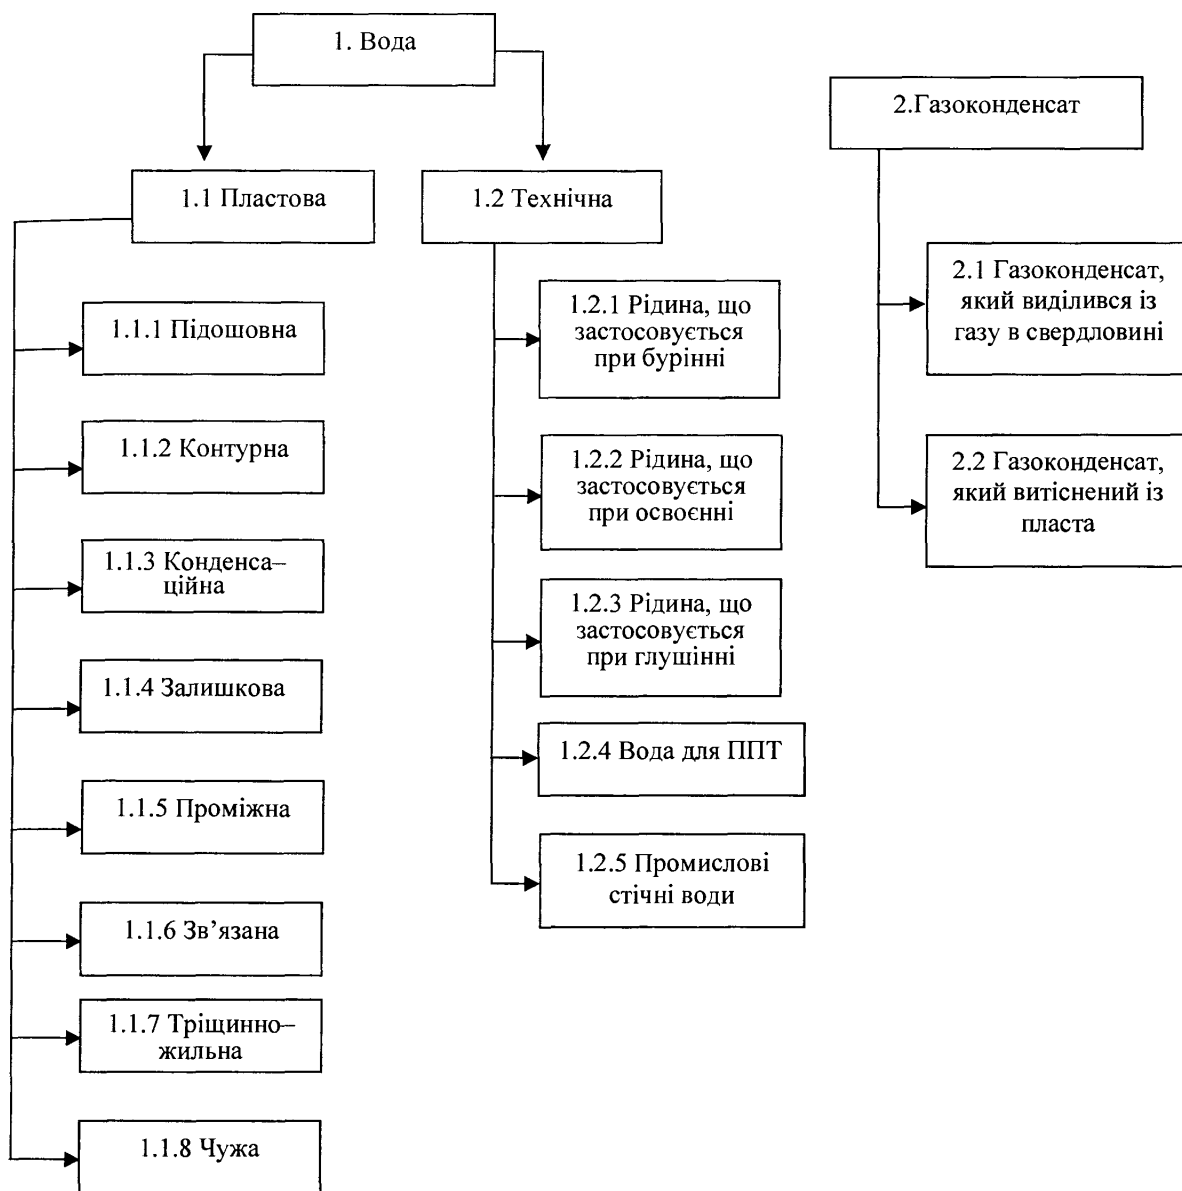 1. Вода
2.Газоконденсат
1.1 Пластова
1.2 Технічна
1.1.1 Підошовна
1.1.2 Контурна
1.1.3 Конденса–
ційна
1.1.4 Залишкова
1.1.5 Проміжна
1.1.6 Зв’язана
1.1.7 Тріщинно–
жильна
1.1.8 Чужа
1.2.1 Рідина, що
застосовується
при бурінні
1.2.2 Рідина, що
застосовується
при освоєнні
1.2.3 Рідина, що
застосовується
при глушінні
1.2.4 Вода для ППТ
1.2.5 Промислові
стічні води
2.1 Газоконденсат,
який виділився із
газу в свердловині
2.2 Газоконденсат,
який витіснений із
пласта